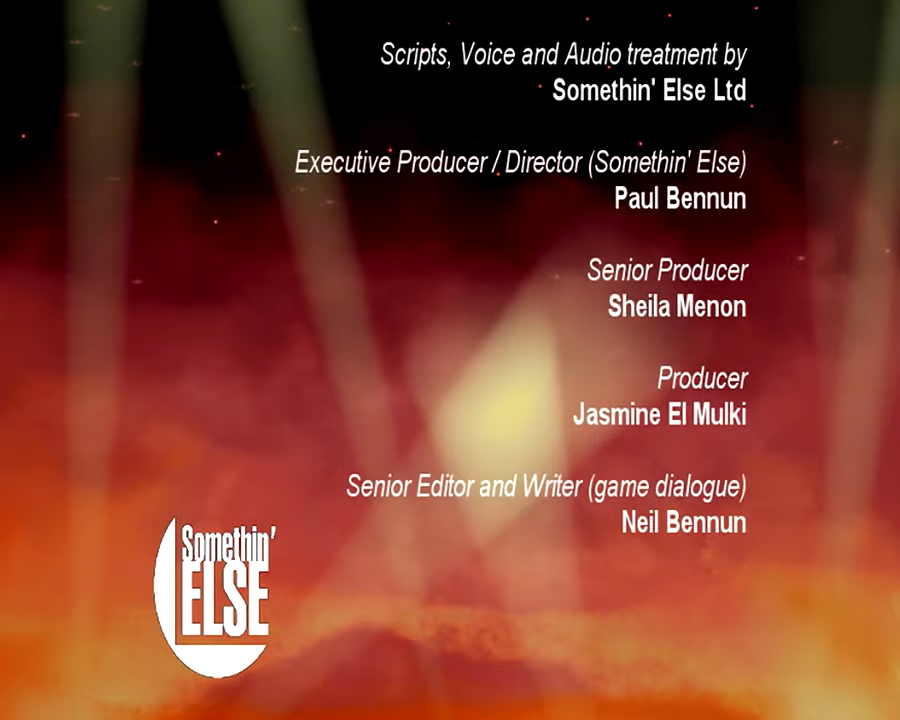 Scripts, Voice and Audio treatment by
Somethin' Else Ltd
Executive Producer / Director (Somethin' Else)
Paul Bennun
Senior Producer
Sheila Menon
Producer
Jasmine El Mulki
Senior Editor and Writer (game dialogue)
Neil Bennun
Somethin'
ELSE